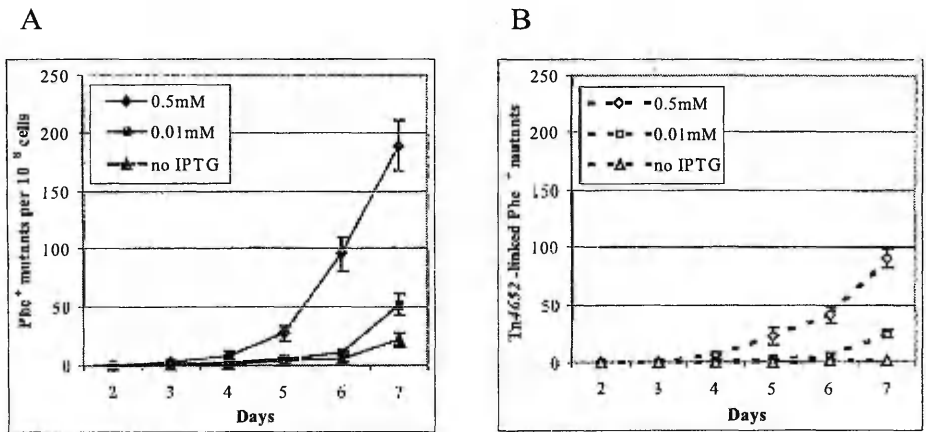 A
B
Phe⁺ mutants per 10⁸ cells
250
200
150
100
50
0
0.5mM
0.01mM
no IPTG
2 3 4 5 6 7
Days
Tn4652-linked Phe⁺ mutants
250
200
150
100
50
0
0.5mM
0.01mM
no IPTG
2 3 4 5 6 7
Days